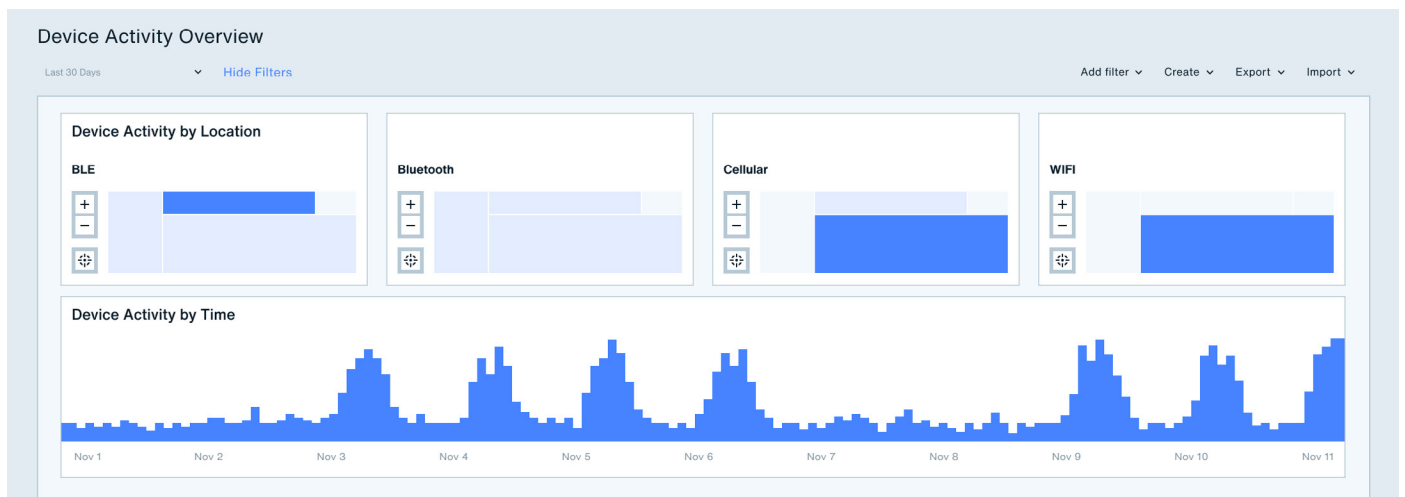 Device Activity Overview
Last 30 Days Hide Filters Add filter Create Export Import
Device Activity by Location
BLE Bluetooth Cellular WIFI
Device Activity by Time
Nov 1 Nov 2 Nov 3 Nov 4 Nov 5 Nov 6 Nov 7 Nov 8 Nov 9 Nov 10 Nov 11